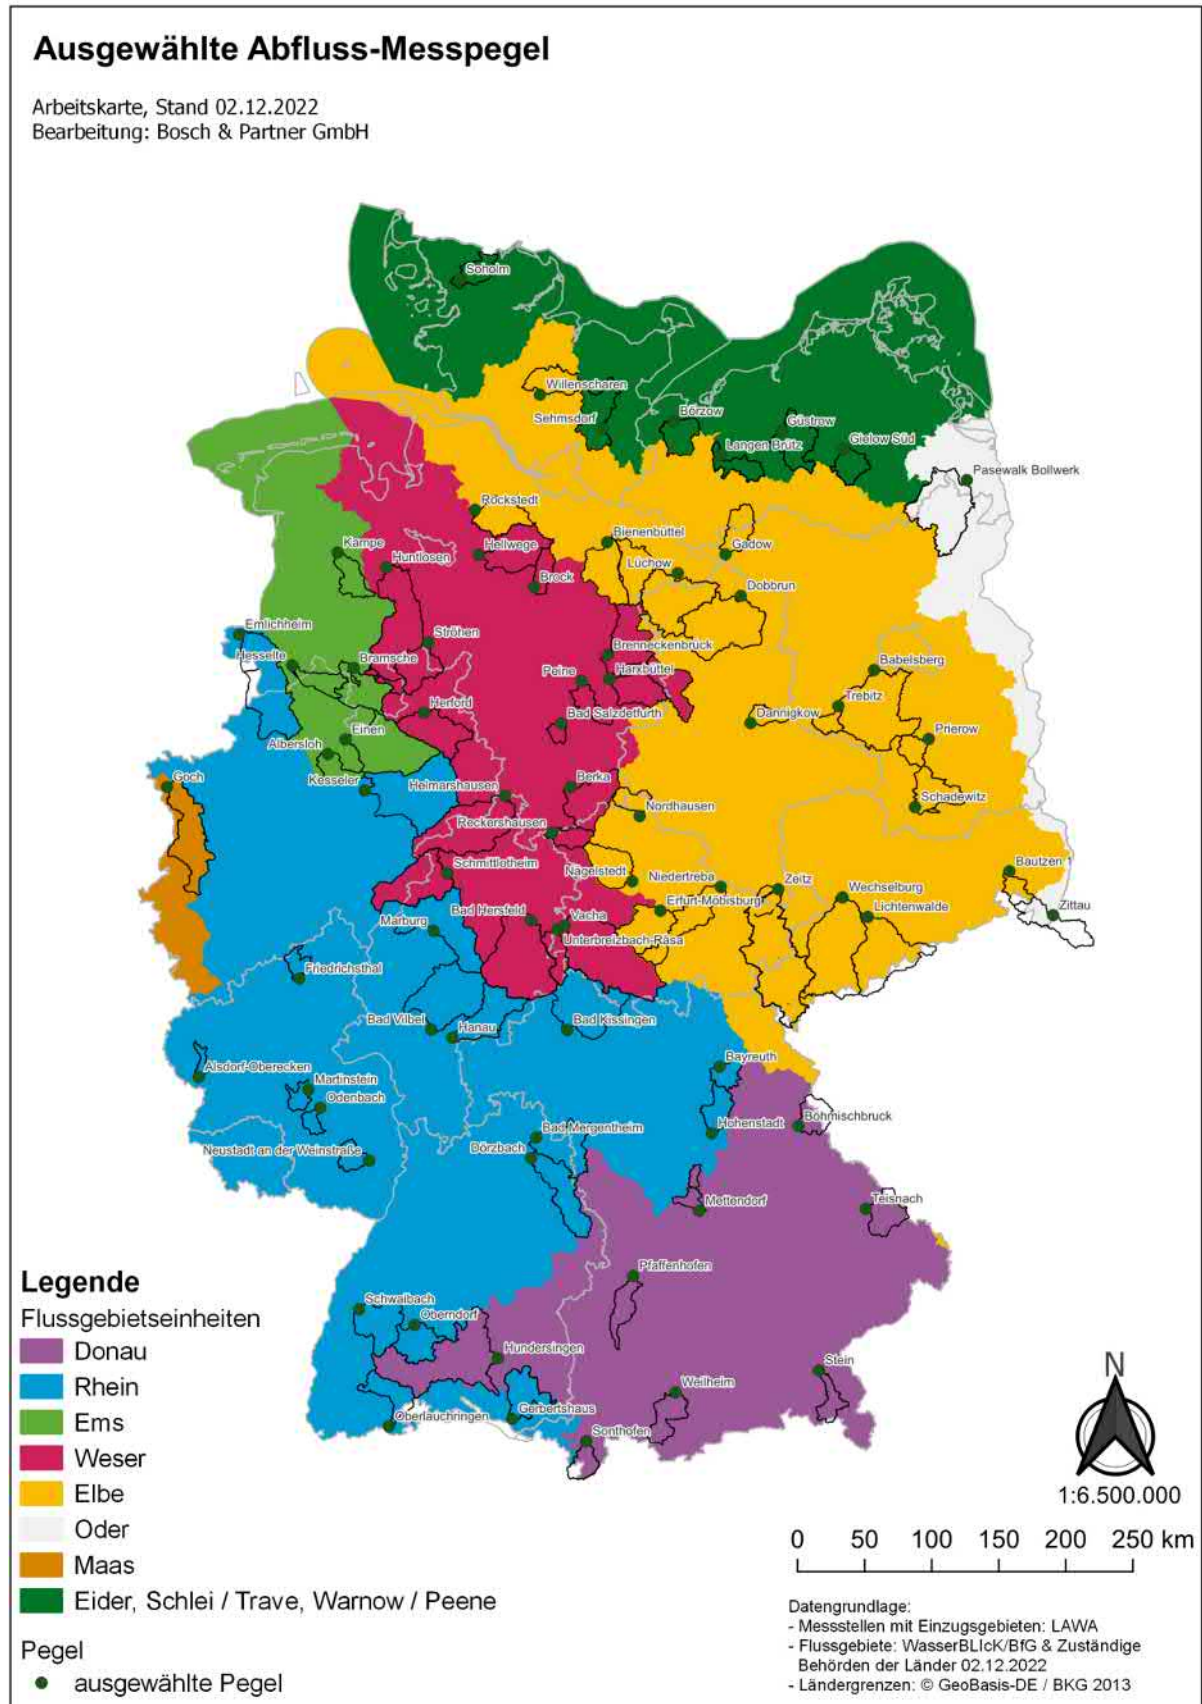 Ausgewählte Abfluss-Messpegel
Arbeitskarte, Stand 02.12.2022
Bearbeitung: Bosch & Partner GmbH
Soholm
Willenscharen
Sehmsdorf
Börzow
Güstrow
Langen Brütz
Gielow Süd
Pasewalk Bollwerk
Rockstedt
Kampe
Huntlosen
Hellwege
Bienenbüttel
Lüchow
Gadow
Brock
Dobbrun
Emlichheim
Hesselte
Bramsche
Ströhen
Brenneckenbrück
Peine
Harxbüttel
Babelsberg
Trebitz
Herford
Bad Salzdetfurth
Dannigkow
Prierow
Einen
Albersloh
Kesseler
Goch
Helmarshausen
Berka
Nordhausen
Schadewitz
Reckershausen
Schmittlotheim
Nägelstedt
Niedertreba
Zeitz
Wechselburg
Bautzen 1
Erfurt-Möbisburg
Lichtenwalde
Zittau
Marburg
Bad Hersfeld
Vacha
Unterbreizbach-Räsa
Friedrichsthal
Bad Vilbel
Hanau
Bad Kissingen
Alsdorf-Oberecken
Martinstein
Odenbach
Bayreuth
Böhmischbruck
Hohenstadt
Bad Mergentheim
Dörzbach
Neustadt an der Weinstraße
Mettendorf
Teisnach
Pfaffenhofen
Schwaibach
Oberndorf
Hundersingen
Stein
Weilheim
Gerbertshaus
Oberlauchringen
Sonthofen
Legende
Flussgebietseinheiten
Donau
Rhein
Ems
Weser
Elbe
Oder
Maas
Eider, Schlei / Trave, Warnow / Peene
Pegel
ausgewählte Pegel
N
1:6.500.000
0 50 100 150 200 250 km
Datengrundlage:
- Messstellen mit Einzugsgebieten: LAWA
- Flussgebiete: WasserBLIcK/BfG & Zuständige
Behörden der Länder 02.12.2022
- Ländergrenzen: © GeoBasis-DE / BKG 2013